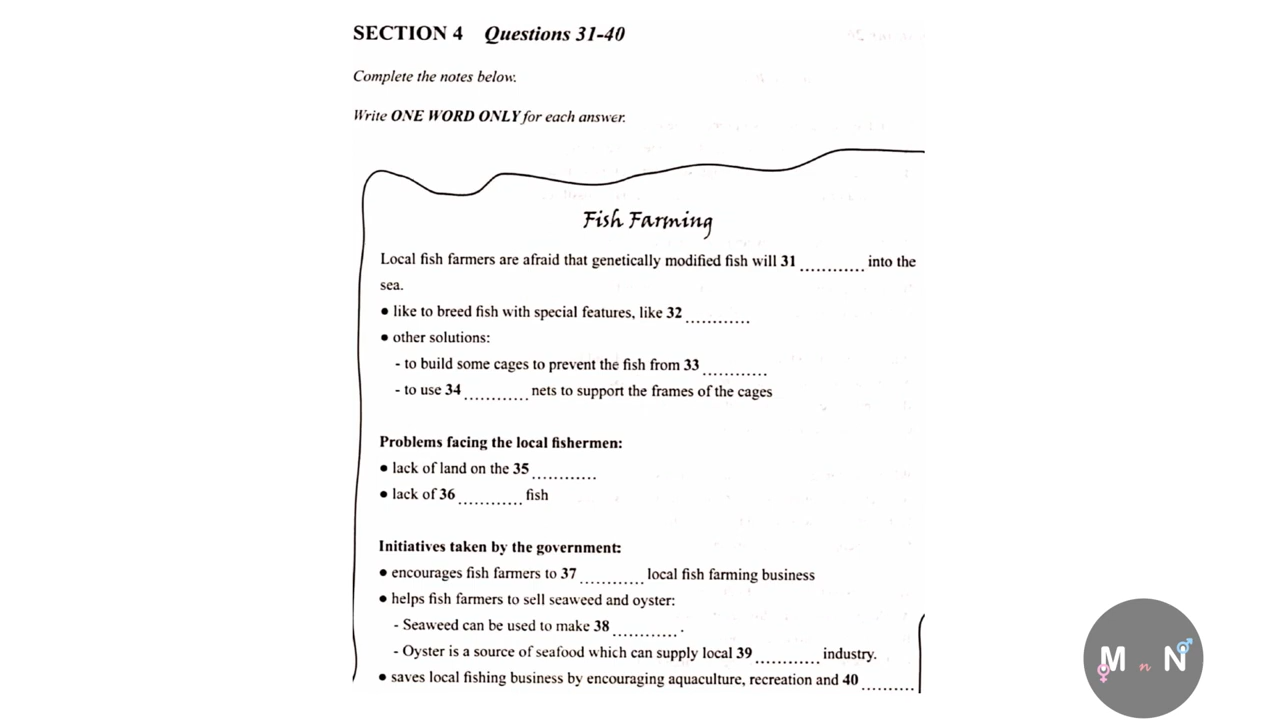 SECTION 4 Questions 31-40
Complete the notes below.
Write ONE WORD ONLY for each answer.
Fish Farming
Local fish farmers are afraid that genetically modified fish will 31 ............ into the
sea.
• like to breed fish with special features, like 32 ............
• other solutions:
- to build some cages to prevent the fish from 33 ............
- to use 34 ............ nets to support the frames of the cages
Problems facing the local fishermen:
• lack of land on the 35 ............
• lack of 36 ............ fish
Initiatives taken by the government:
• encourages fish farmers to 37 ............ local fish farming business
• helps fish farmers to sell seaweed and oyster:
- Seaweed can be used to make 38 ............ .
- Oyster is a source of seafood which can supply local 39 ............ industry.
• saves local fishing business by encouraging aquaculture, recreation and 40 ..........
M n N